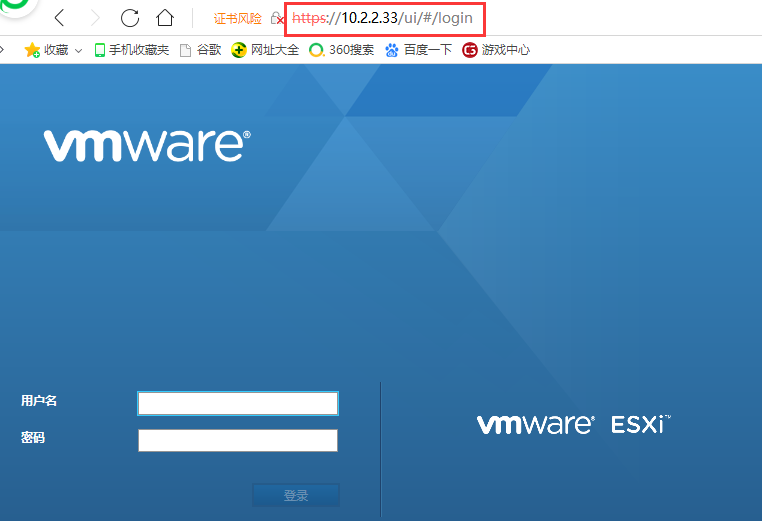 证书风险 https://10.2.2.33/ui/#/login
收藏 手机收藏夹 谷歌 网址大全 360搜索 百度一下 游戏中心
vmware®
用户名
密码
vmware® ESXi™
登录